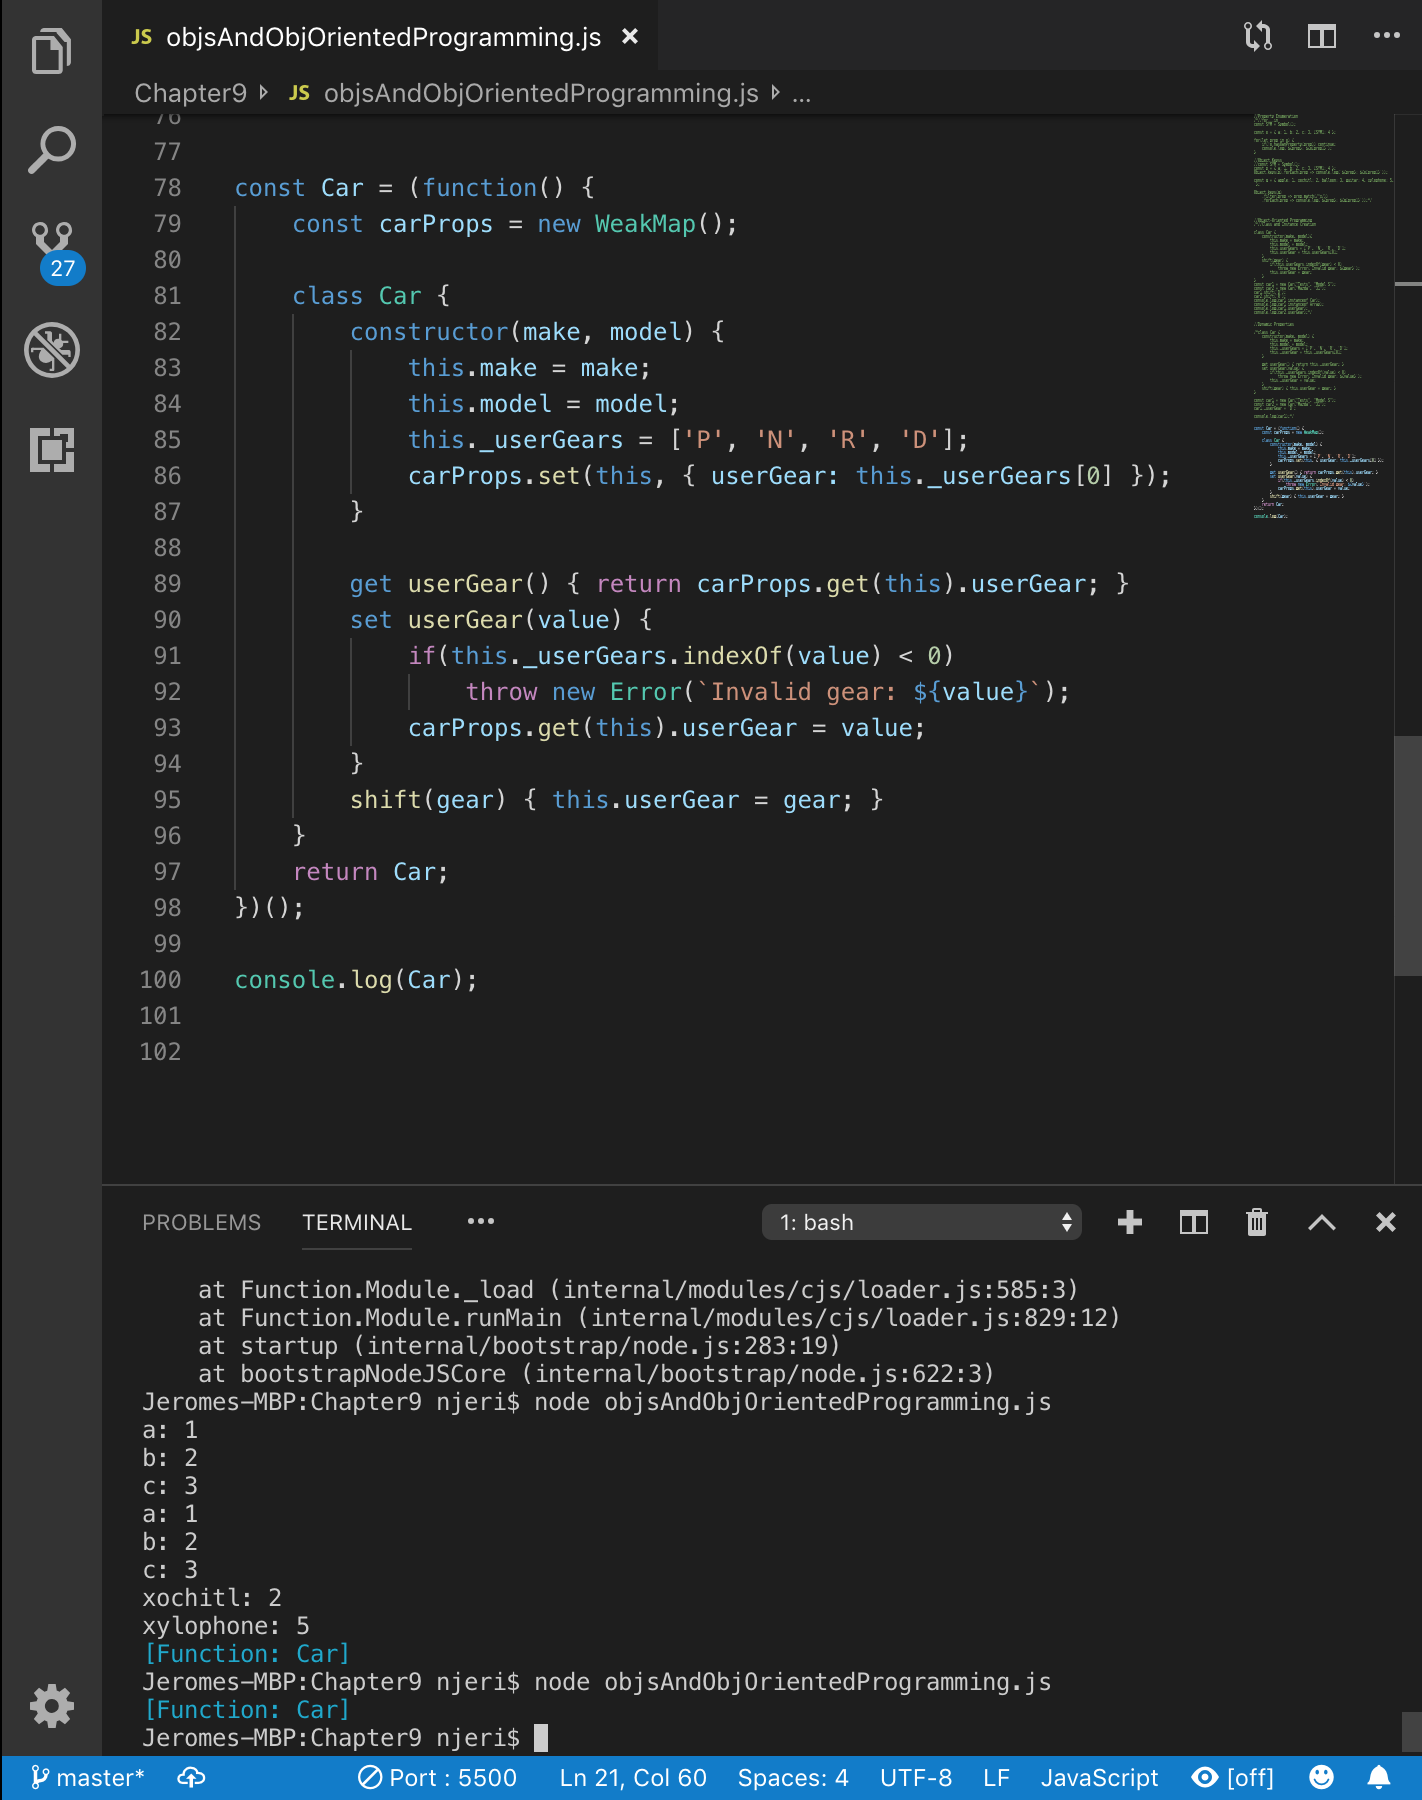 JS objsAndObjOrientedProgramming.js ×
Chapter9 JS objsAndObjOrientedProgramming.js ...
76
77
78 const Car = (function() {
79 const carProps = new WeakMap();
80
81 class Car {
82 constructor(make, model) {
83 this.make = make;
84 this.model = model;
85 this._userGears = ['P', 'N', 'R', 'D'];
86 carProps.set(this, { userGear: this._userGears[0] });
87 }
88
89 get userGear() { return carProps.get(this).userGear; }
90 set userGear(value) {
91 if(this._userGears.indexOf(value) < 0)
92 throw new Error(`Invalid gear: ${value}`);
93 carProps.get(this).userGear = value;
94 }
95 shift(gear) { this.userGear = gear; }
96 }
97 return Car;
98 })();
99
100 console.log(Car);
101
102
27
PROBLEMS TERMINAL ••• 1: bash
at Function.Module._load (internal/modules/cjs/loader.js:585:3)
at Function.Module.runMain (internal/modules/cjs/loader.js:829:12)
at startup (internal/bootstrap/node.js:283:19)
at bootstrapNodeJSCore (internal/bootstrap/node.js:622:3)
Jeromes-MBP:Chapter9 njeri$ node objsAndObjOrientedProgramming.js
a: 1
b: 2
c: 3
a: 1
b: 2
c: 3
xochitl: 2
xylophone: 5
[Function: Car]
Jeromes-MBP:Chapter9 njeri$ node objsAndObjOrientedProgramming.js
[Function: Car]
Jeromes-MBP:Chapter9 njeri$
master* Port : 5500 Ln 21, Col 60 Spaces: 4 UTF-8 LF JavaScript [off]